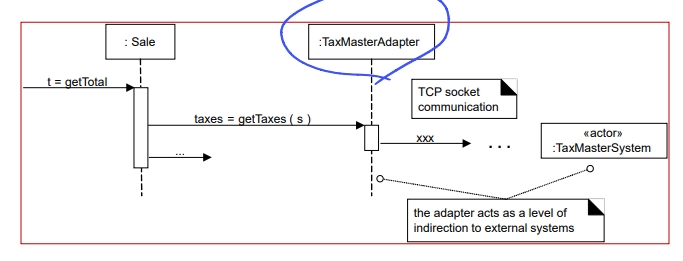 : Sale
:TaxMasterAdapter
t = getTotal
TCP socket
communication
taxes = getTaxes ( s )
xxx
...
«actor»
:TaxMasterSystem
...
the adapter acts as a level of
indirection to external systems